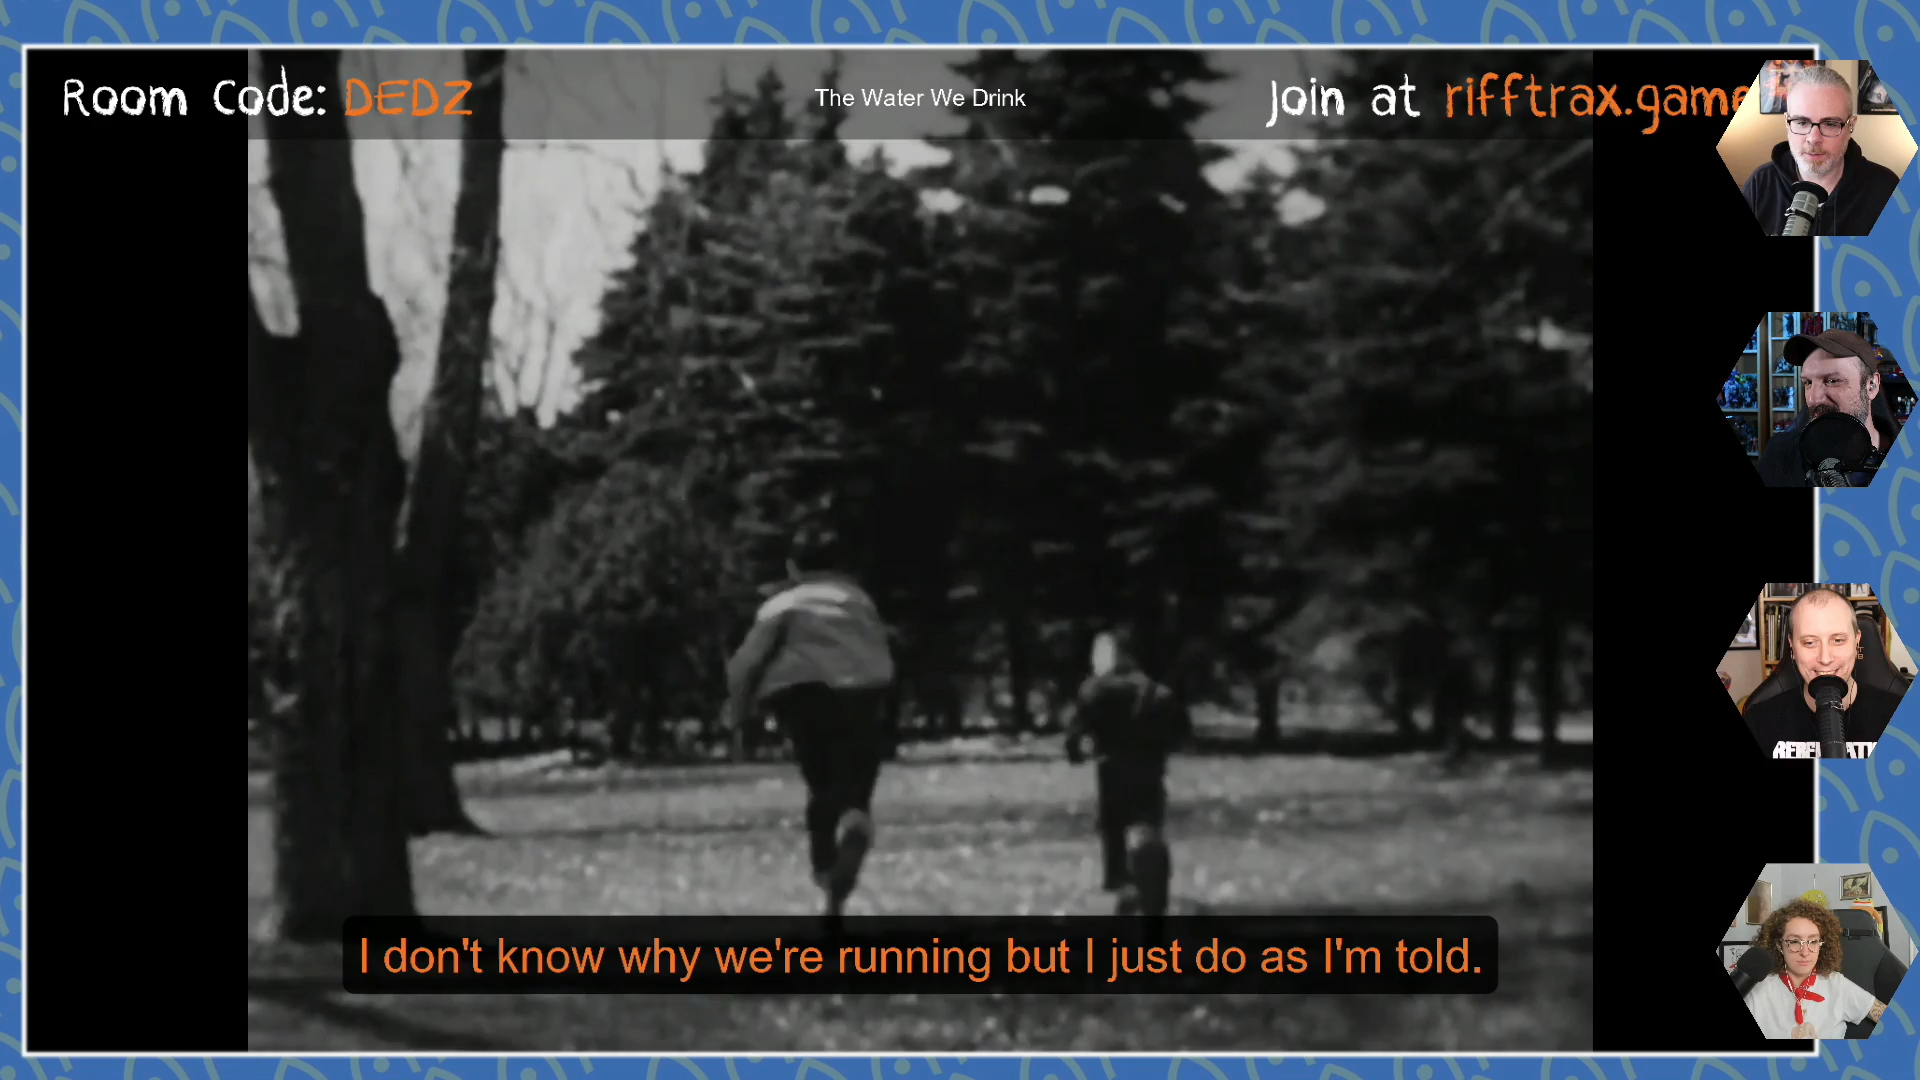 Room Code: DEDZ
The Water We Drink
Join at rifftrax.game
I don't know why we're running but I just do as I'm told.